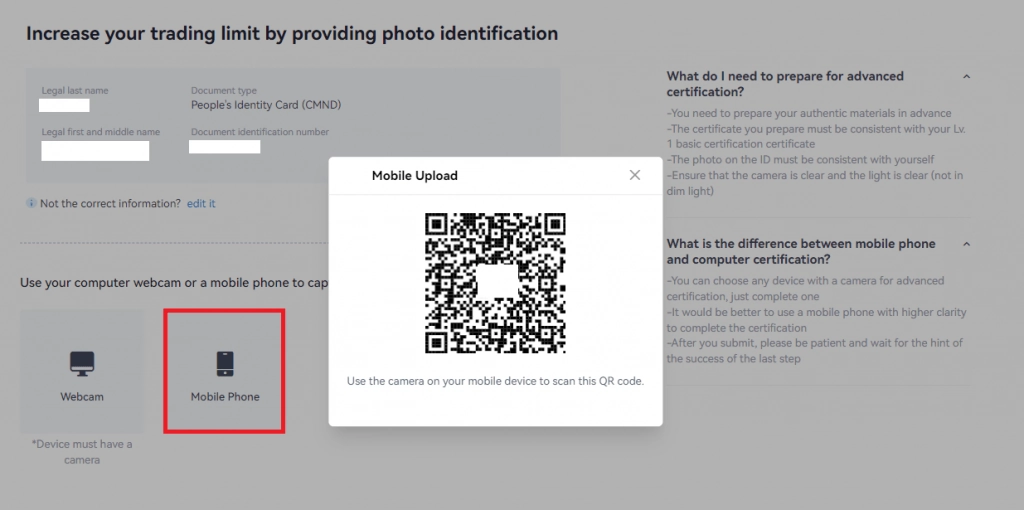 Increase your trading limit by providing photo identification
Legal last name
Document type
People's Identity Card (CMND)
Legal first and middle name
Document identification number
Not the correct information? edit it
Use your computer webcam or a mobile phone to cap
Webcam
Mobile Phone
*Device must have a
camera
Mobile Upload
Use the camera on your mobile device to scan this QR code.
What do I need to prepare for advanced
certification?
-You need to prepare your authentic materials in advance
-The certificate you prepare must be consistent with your Lv.
1 basic certification certificate
-The photo on the ID must be consistent with yourself
-Ensure that the camera is clear and the light is clear (not in
dim light)
What is the difference between mobile phone
and computer certification?
-You can choose any device with a camera for advanced
certification, just complete one
-It would be better to use a mobile phone with higher clarity
to complete the certification
-After you submit, please be patient and wait for the hint of
the success of the last step